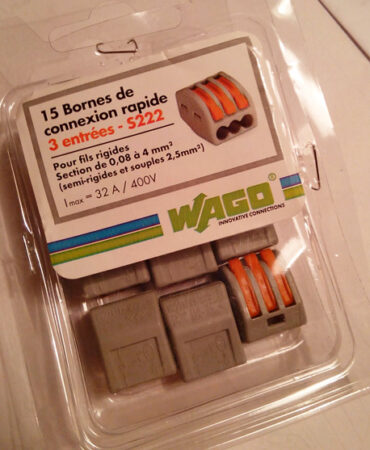 15 Bornes de
connexion rapide
3 entrées - S222
Pour fils rigides
Section de 0,08 à 4 mm²
(semi-rigides et souples 2,5mm²)
I max. = 32 A / 400V
WAGO®
INNOVATIVE CONNECTIONS